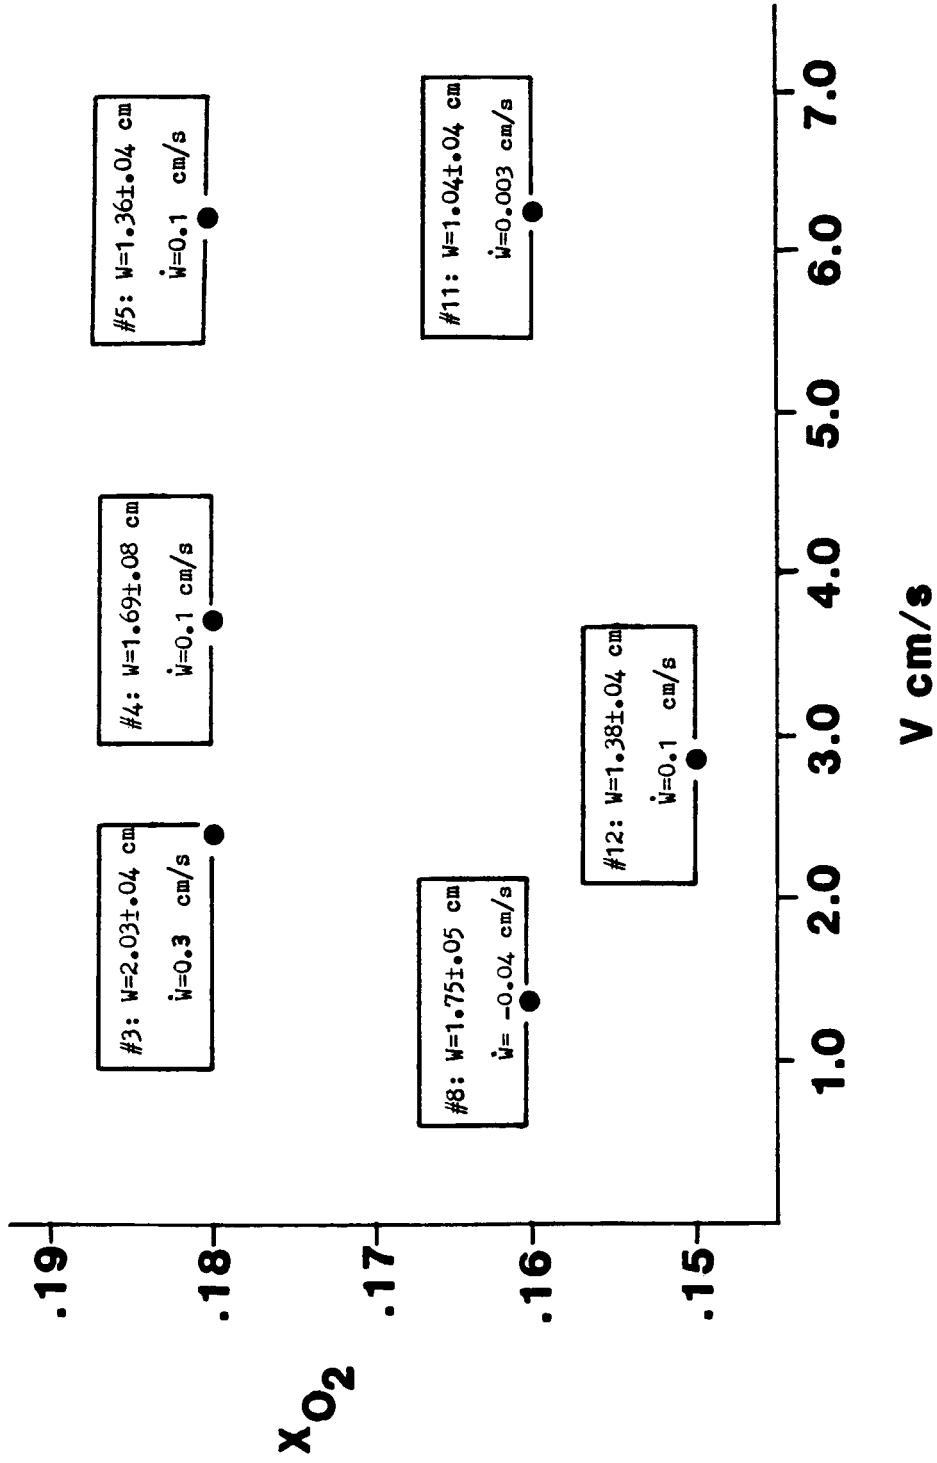 #3: W=2.03±.04 cm
Ẇ=0.3 cm/s
#4: W=1.69±.08 cm
Ẇ=0.1 cm/s
#5: W=1.36±.04 cm
Ẇ=0.1 cm/s
#8: W=1.75±.05 cm
Ẇ= -0.04 cm/s
#11: W=1.04±.04 cm
Ẇ=0.003 cm/s
#12: W=1.38±.04 cm
Ẇ=0.1 cm/s
.19
.18
.17
.16
.15
XO2
1.0
2.0
3.0
4.0
5.0
6.0
7.0
V cm/s